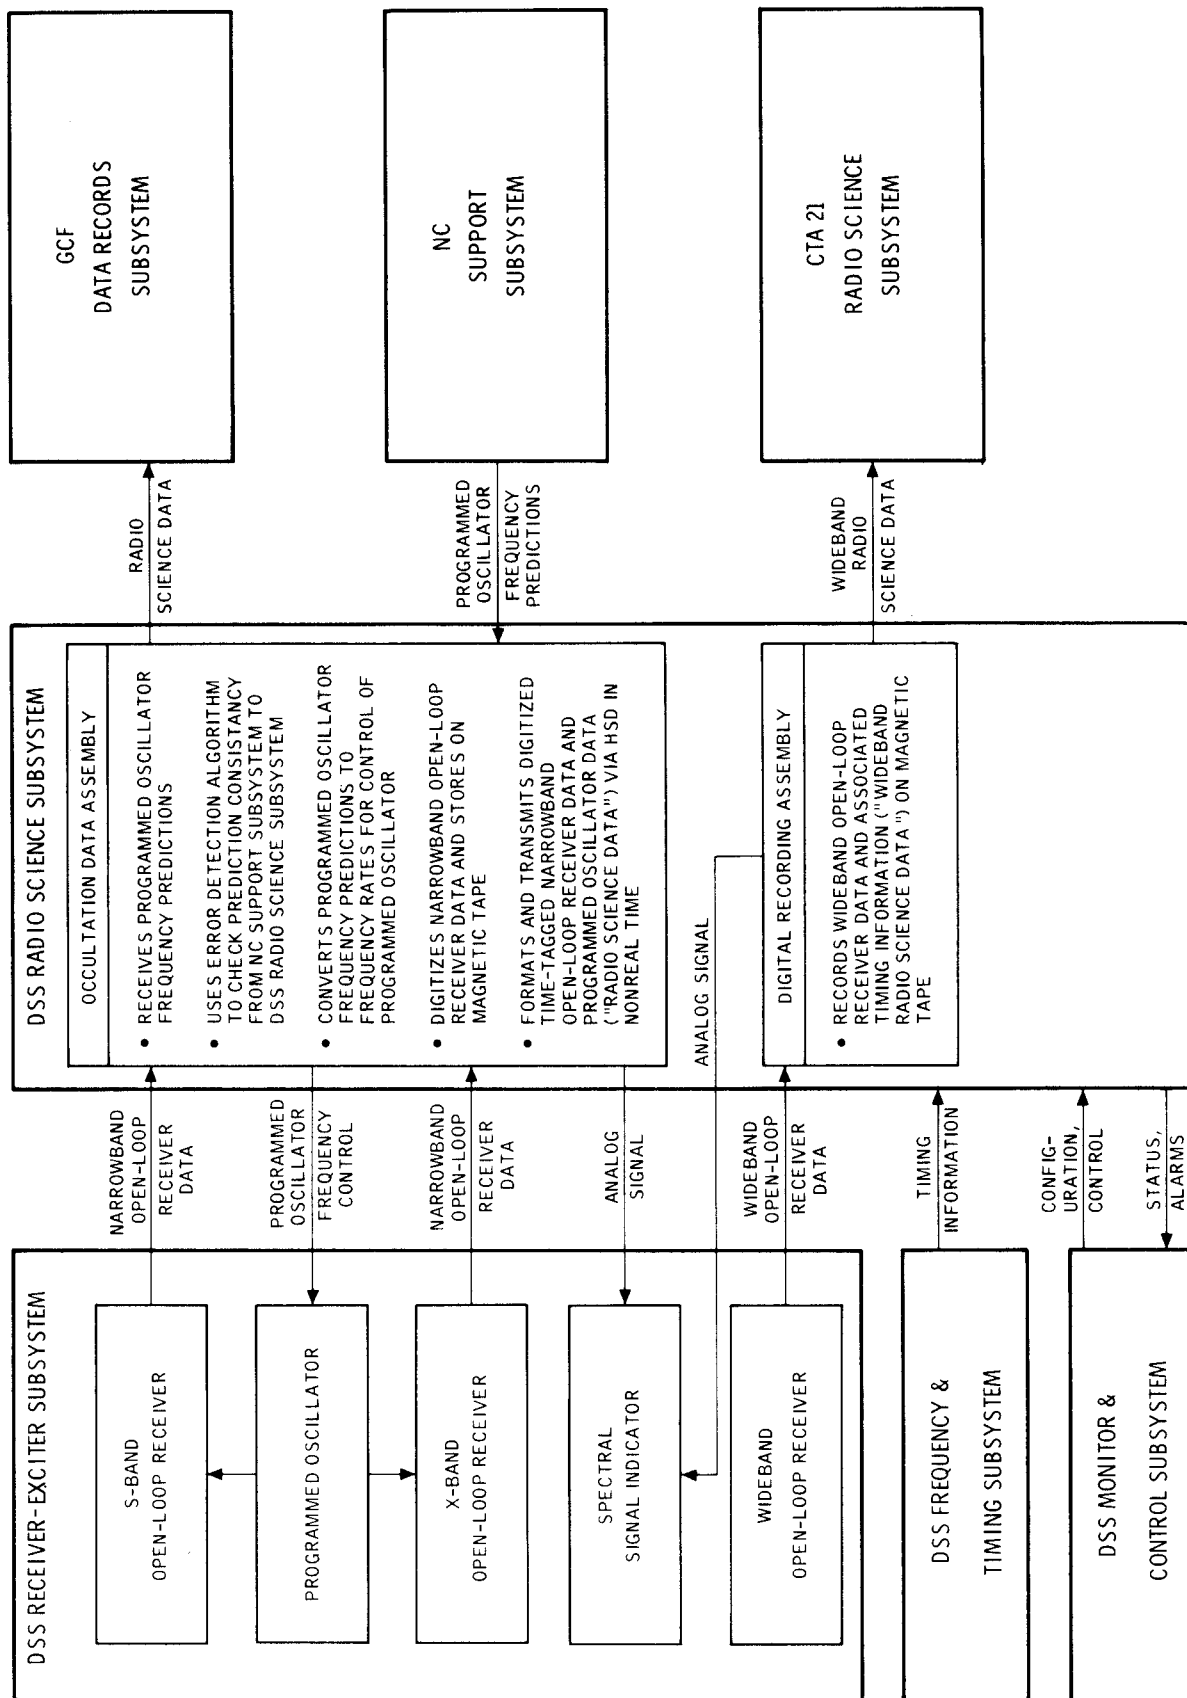 DSS RECEIVER-EXCITER SUBSYSTEM
S-BAND
OPEN-LOOP RECEIVER
PROGRAMMED OSCILLATOR
X-BAND
OPEN-LOOP RECEIVER
SPECTRAL
SIGNAL INDICATOR
WIDEBAND
OPEN-LOOP RECEIVER
DSS FREQUENCY &
TIMING SUBSYSTEM
DSS MONITOR &
CONTROL SUBSYSTEM
NARROWBAND
OPEN-LOOP
RECEIVER
DATA
PROGRAMMED
OSCILLATOR
FREQUENCY
CONTROL
NARROWBAND
OPEN-LOOP
RECEIVER
DATA
ANALOG
SIGNAL
ANALOG SIGNAL
WIDEBAND
OPEN-LOOP
RECEIVER
DATA
TIMING
INFORMATION
CONFIG-
URATION,
CONTROL
STATUS,
ALARMS
DSS RADIO SCIENCE SUBSYSTEM
OCCULTATION DATA ASSEMBLY
• RECEIVES PROGRAMMED OSCILLATOR
FREQUENCY PREDICTIONS
• USES ERROR DETECTION ALGORITHM
TO CHECK PREDICTION CONSISTANCY
FROM NC SUPPORT SUBSYSTEM TO
DSS RADIO SCIENCE SUBSYSTEM
• CONVERTS PROGRAMMED OSCILLATOR
FREQUENCY PREDICTIONS TO
FREQUENCY RATES FOR CONTROL OF
PROGRAMMED OSCILLATOR
• DIGITIZES NARROWBAND OPEN-LOOP
RECEIVER DATA AND STORES ON
MAGNETIC TAPE
• FORMATS AND TRANSMITS DIGITIZED
TIME-TAGGED NARROWBAND
OPEN-LOOP RECEIVER DATA AND
PROGRAMMED OSCILLATOR DATA
("RADIO SCIENCE DATA") VIA HSD IN
NONREAL TIME
DIGITAL RECORDING ASSEMBLY
• RECORDS WIDEBAND OPEN-LOOP
RECEIVER DATA AND ASSOCIATED
TIMING INFORMATION ("WIDEBAND
RADIO SCIENCE DATA") ON MAGNETIC
TAPE
RADIO
SCIENCE DATA
PROGRAMMED
OSCILLATOR
FREQUENCY
PREDICTIONS
WIDEBAND
RADIO
SCIENCE DATA
GCF
DATA RECORDS
SUBSYSTEM
NC
SUPPORT
SUBSYSTEM
CTA 21
RADIO SCIENCE
SUBSYSTEM